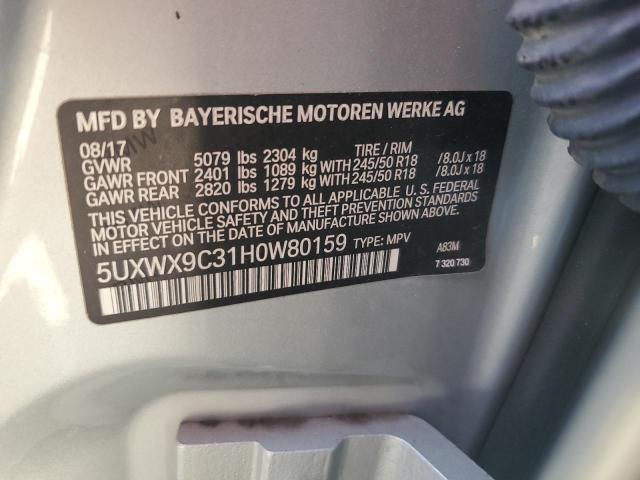 MFD BY BAYERISCHE MOTOREN WERKE AG
08/17
GVWR 5079 lbs 2304 kg TIRE / RIM
GAWR FRONT 2401 lbs 1089 kg WITH 245/50 R18 /8.0J x 18
GAWR REAR 2820 lbs 1279 kg WITH 245/50 R18 /8.0J x 18
THIS VEHICLE CONFORMS TO ALL APPLICABLE U.S. FEDERAL
MOTOR VEHICLE SAFETY AND THEFT PREVENTION STANDARDS
IN EFFECT ON THE DATE OF MANUFACTURE SHOWN ABOVE.
5UXWX9C31H0W80159 TYPE: MPV A83M
7 320 730